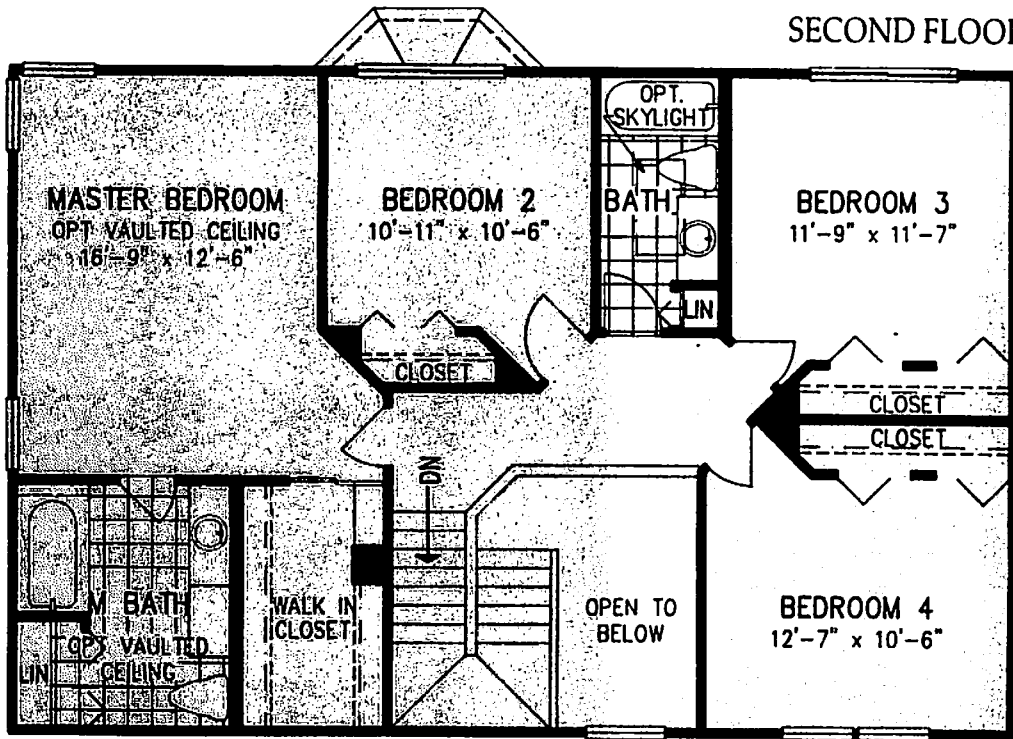 SECOND FLOOR
MASTER BEDROOM
OPT VAULTED CEILING
16'-9" x 12'-6"
BEDROOM 2
10'-11" x 10'-6"
OPT.
SKYLIGHT
BATH
LIN
BEDROOM 3
11'-9" x 11'-7"
CLOSET
CLOSET
CLOSET
DN
M BATH
OPT VAULTED
CEILING
LIN
WALK IN
CLOSET
OPEN TO
BELOW
BEDROOM 4
12'-7" x 10'-6"